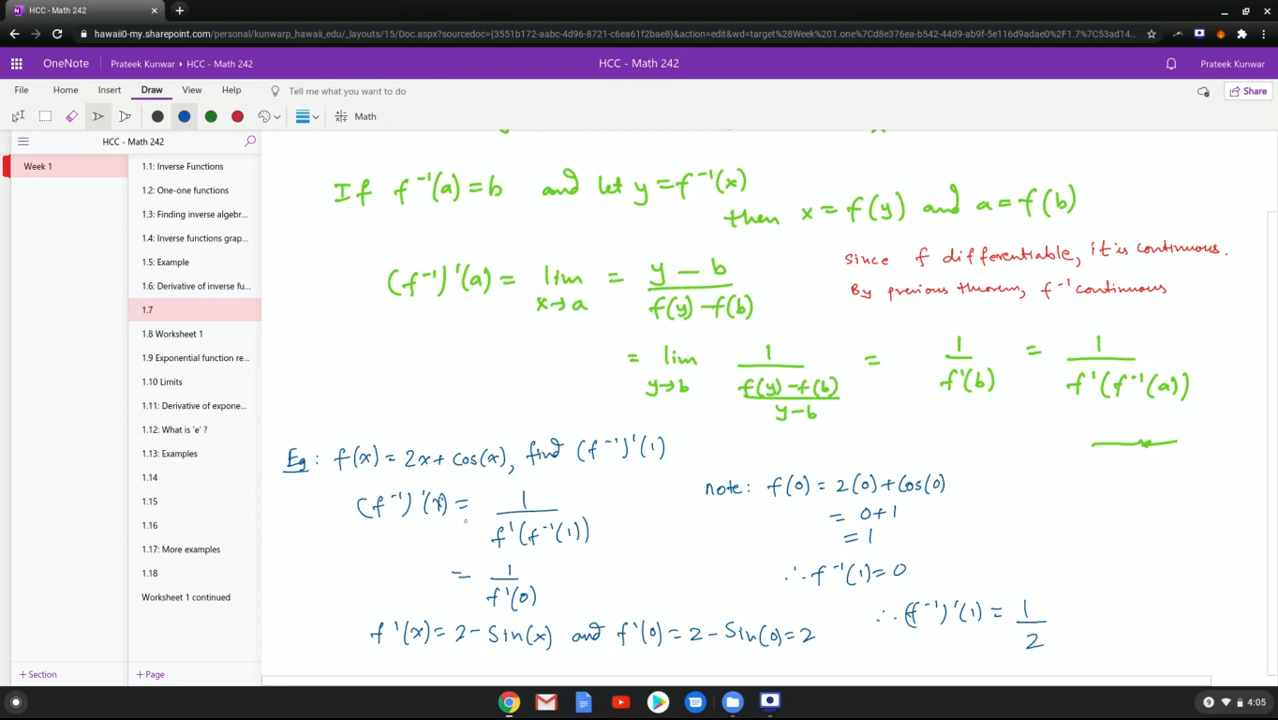 HCC - Math 242
hawaii0-my.sharepoint.com/personal/kunwarp_hawaii_edu/_layouts/15/Doc.aspx?sourcedoc={3551b172-aabc-4d96-8721-c6ea61f2bae8}&action=edit&wd=target%28Week%201.one%7Cd8e376ea-b542-44d9-ab9f-5e116d9adae0%2F1.7%7C53ad14...
OneNote Prateek Kunwar > HCC - Math 242 HCC - Math 242 Prateek Kunwar
File Home Insert Draw View Help Tell me what you want to do Share
Math
HCC - Math 242
Week 1
1.1: Inverse Functions
1.2: One-one functions
1.3: Finding inverse algebr...
1.4: Inverse functions grap...
1.5: Example
1.6: Derivative of inverse fu...
1.7
1.8 Worksheet 1
1.9 Exponential function re...
1.10 Limits
1.11: Derivative of expone...
1.12: What is 'e' ?
1.13: Examples
1.14
1.15
1.16
1.17: More examples
1.18
Worksheet 1 continued
+ Section + Page
If f⁻¹(a) = b and let y = f⁻¹(x)
then x = f(y) and a = f(b)
(f⁻¹)'(a) = lim x→a = y - b / f(y) - f(b)
Since f differentiable, it is continuous.
By previous theorem, f⁻¹ continuous
= lim y→b 1 / (f(y) - f(b) / y - b) = 1 / f'(b) = 1 / f'(f⁻¹(a))
Eg: f(x) = 2x + cos(x), find (f⁻¹)'(1)
(f⁻¹)'(x) = 1 / f'(f⁻¹(1))
= 1 / f'(0)
f'(x) = 2 - Sin(x) and f'(0) = 2 - Sin(0) = 2
note: f(0) = 2(0) + Cos(0)
= 0 + 1
= 1
∴ f⁻¹(1) = 0
∴ (f⁻¹)'(1) = 1 / 2
9 4:05